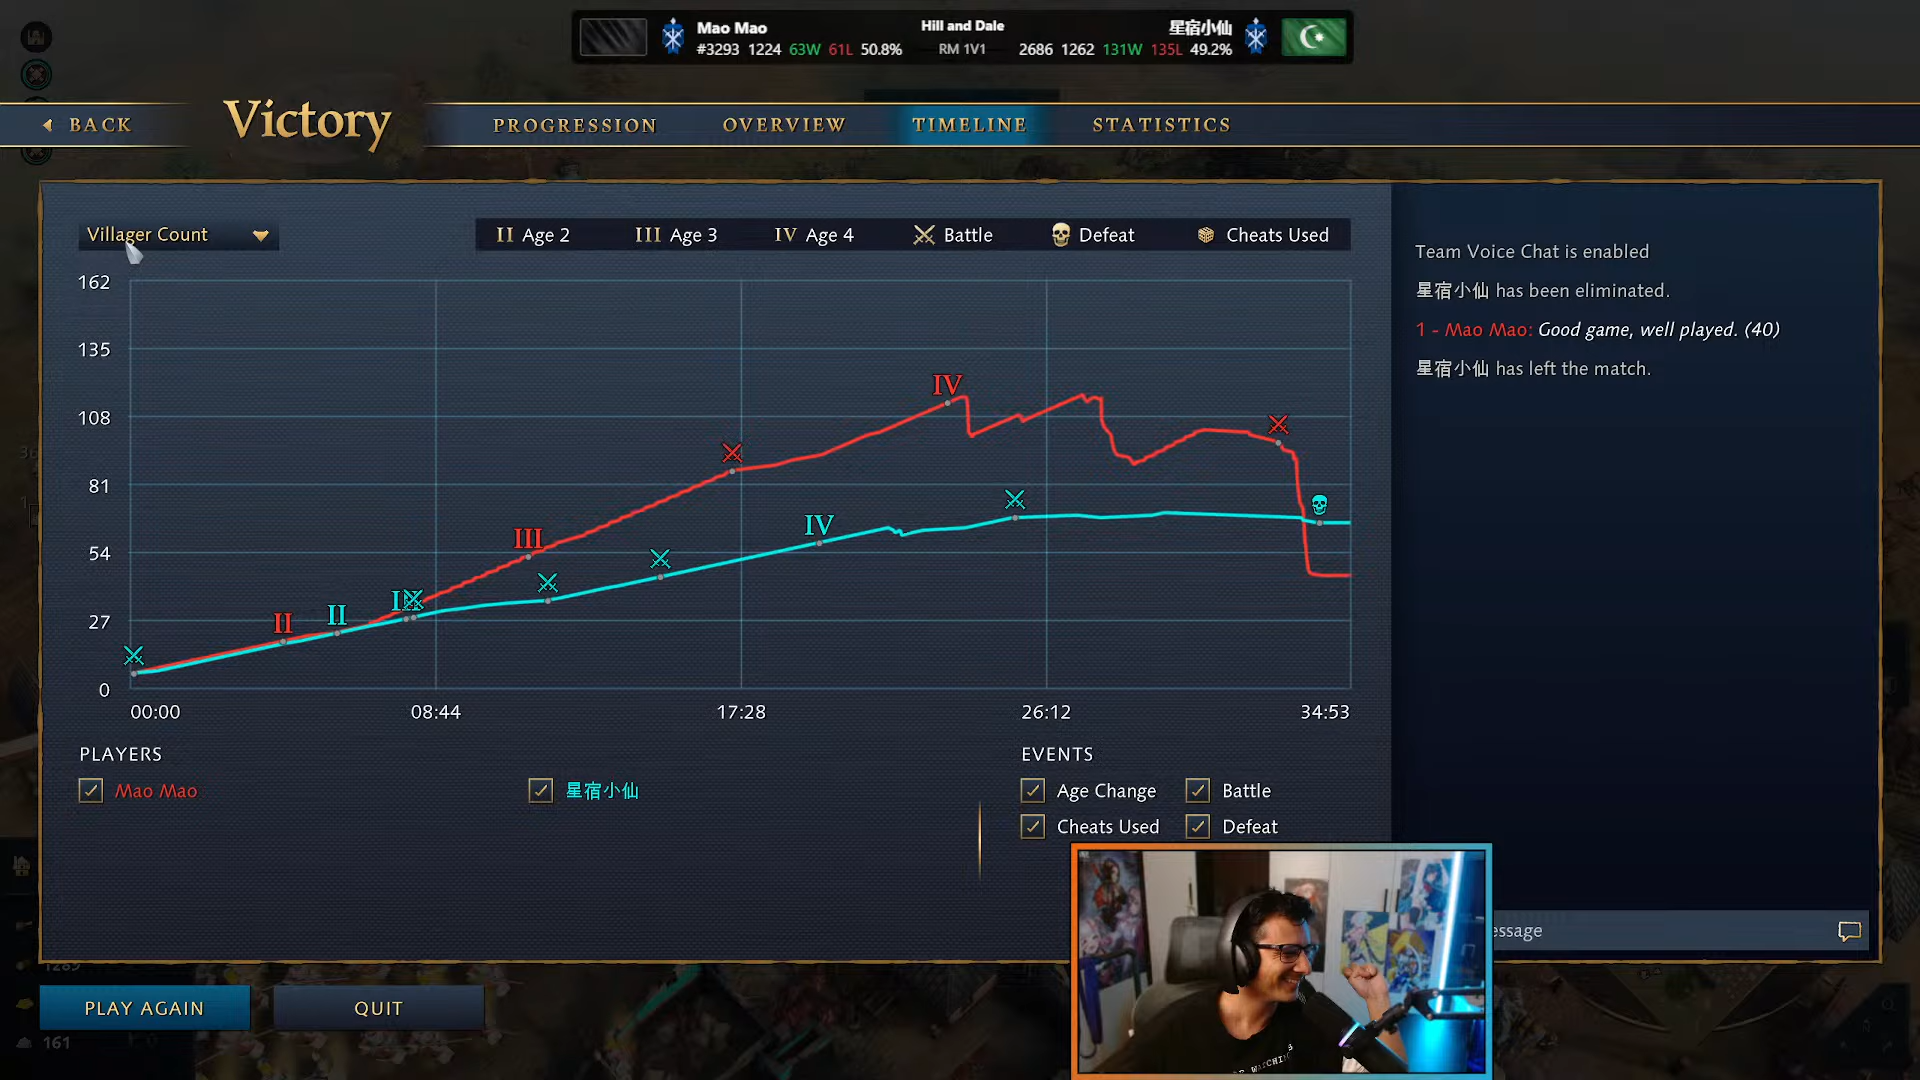 Mao Mao
#3293 1224 63W 61L 50.8%
Hill and Dale
RM 1V1
星宿小仙
2686 1262 131W 135L 49.2%
BACK
Victory
PROGRESSION
OVERVIEW
TIMELINE
STATISTICS
Villager Count
II Age 2
III Age 3
IV Age 4
Battle
Defeat
Cheats Used
162
135
108
81
54
27
0
II
III
IV
II
IV
00:00
08:44
17:28
26:12
34:53
PLAYERS
Mao Mao
星宿小仙
EVENTS
Age Change
Battle
Cheats Used
Defeat
Team Voice Chat is enabled
星宿小仙 has been eliminated.
1 - Mao Mao: Good game, well played. (40)
星宿小仙 has left the match.
essage
PLAY AGAIN
QUIT
161